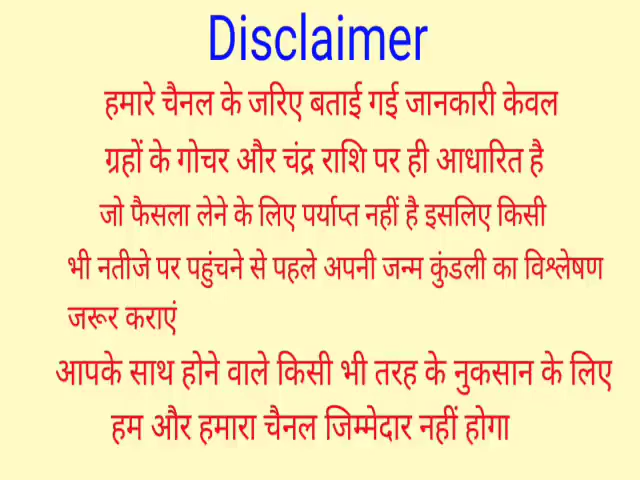 Disclaimer
हमारे चैनल के जरिए बताई गई जानकारी केवल
ग्रहों के गोचर और चंद्र राशि पर ही आधारित है
जो फैसला लेने के लिए पर्याप्त नहीं है इसलिए किसी
भी नतीजे पर पहुंचने से पहले अपनी जन्म कुंडली का विश्लेषण
जरूर कराएं
आपके साथ होने वाले किसी भी तरह के नुकसान के लिए
हम और हमारा चैनल जिम्मेदार नहीं होगा